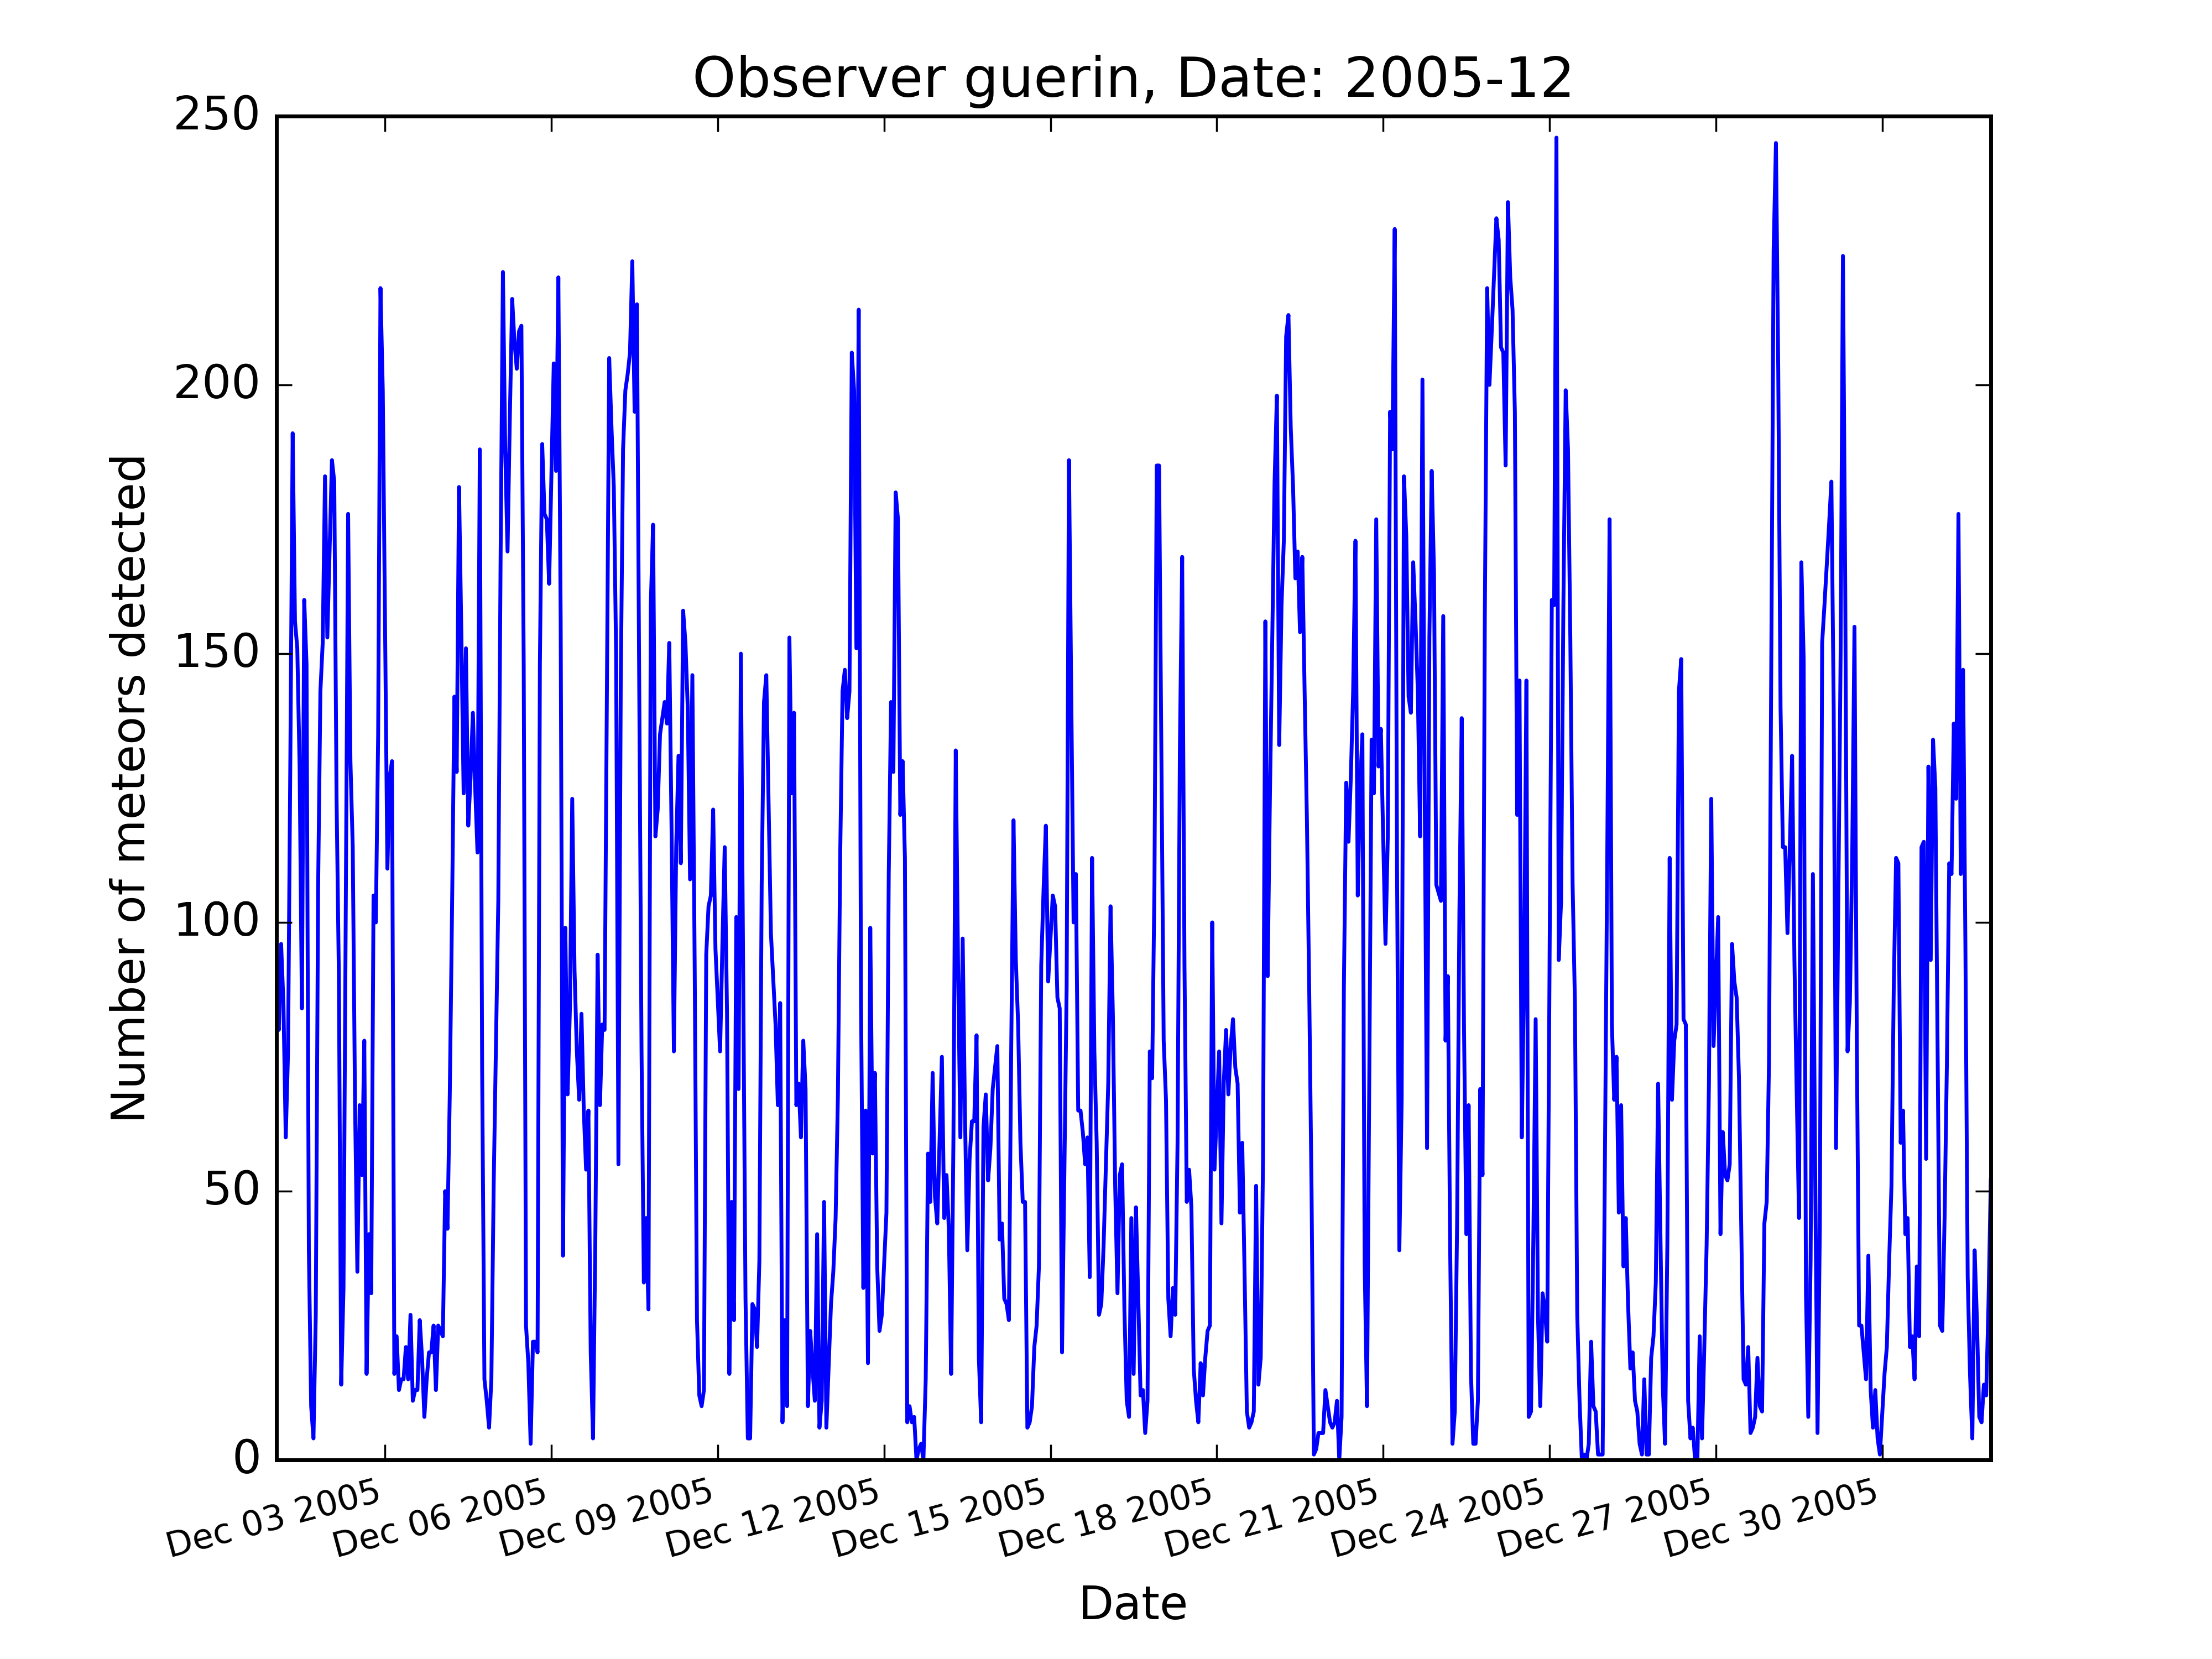 Observer guerin, Date: 2005-12
Number of meteors detected
250
200
150
100
50
0
Dec 03 2005
Dec 06 2005
Dec 09 2005
Dec 12 2005
Dec 15 2005
Dec 18 2005
Dec 21 2005
Dec 24 2005
Dec 27 2005
Dec 30 2005
Date